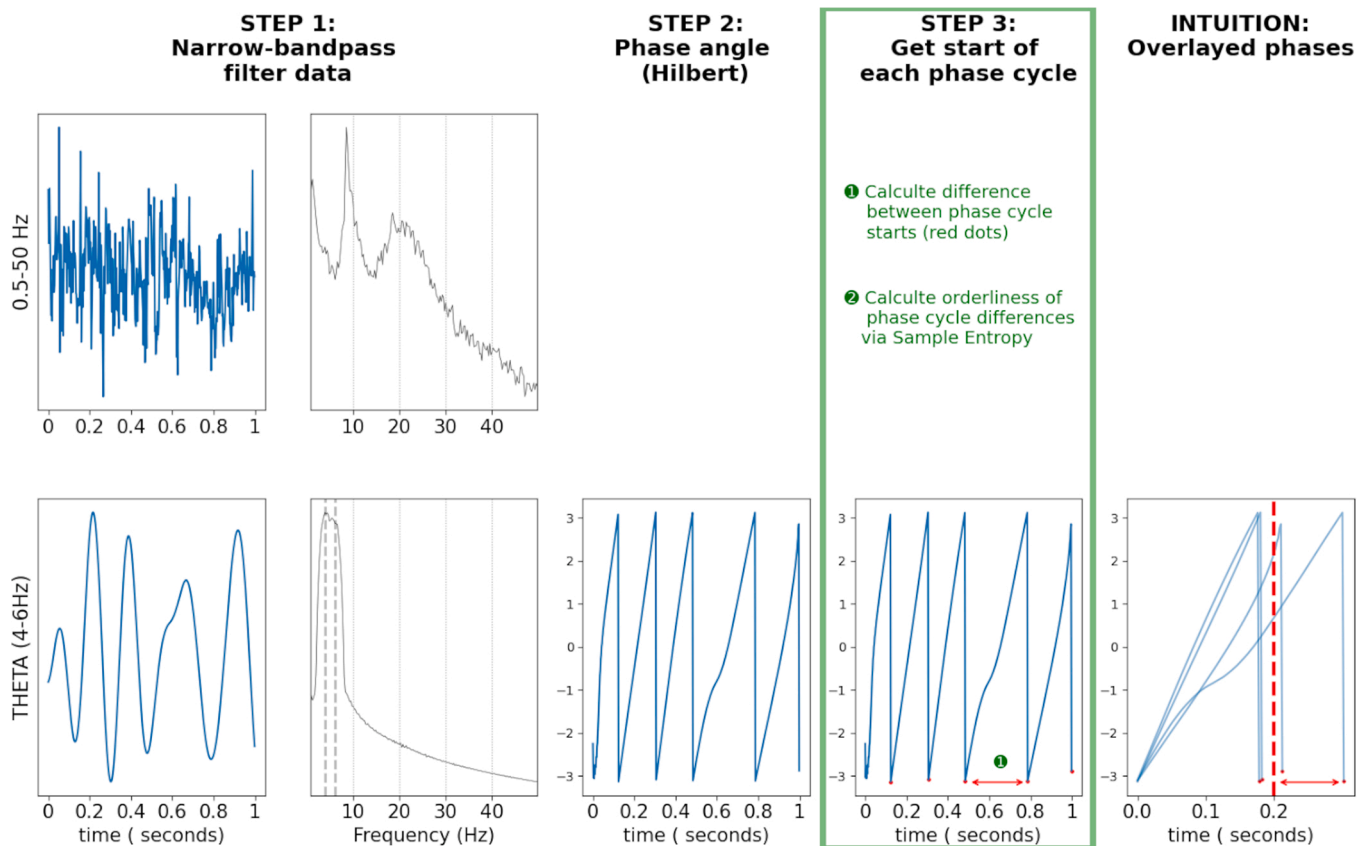 STEP 1:
Narrow-bandpass
filter data
STEP 2:
Phase angle
(Hilbert)
STEP 3:
Get start of
each phase cycle
INTUITION:
Overlayed phases
0.5-50 Hz
0 0.2 0.4 0.6 0.8 1
10 20 30 40
❶ Calculte difference
between phase cycle
starts (red dots)
❷ Calculte orderliness of
phase cycle differences
via Sample Entropy
THETA (4-6Hz)
0 0.2 0.4 0.6 0.8 1
time ( seconds)
10 20 30 40
Frequency (Hz)
3
2
1
0
−1
−2
−3
0 0.2 0.4 0.6 0.8 1
time ( seconds)
3
2
1
0
−1
−2
−3
❶
0 0.2 0.4 0.6 0.8 1
time ( seconds)
3
2
1
0
−1
−2
−3
0.0 0.1 0.2
time ( seconds)